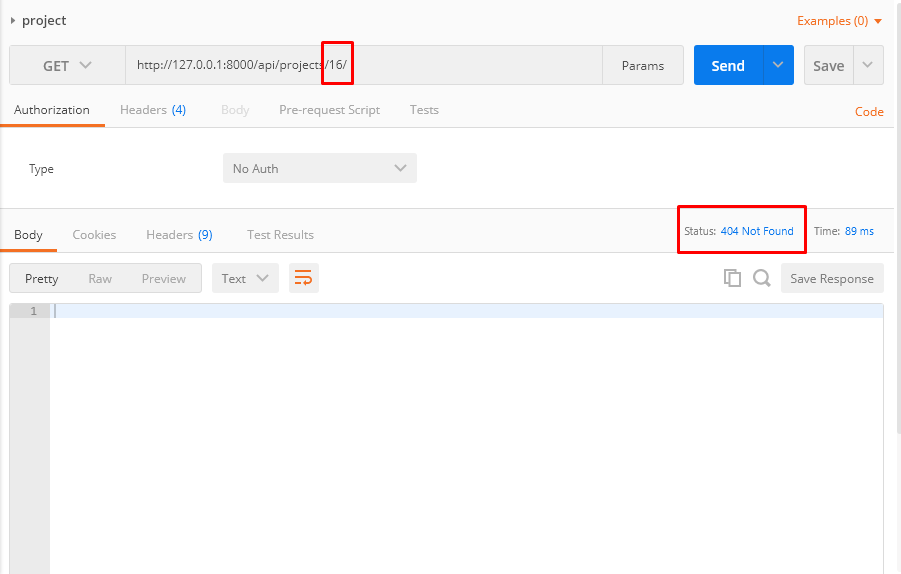 project Examples (0)
GET http://127.0.0.1:8000/api/projects/16/ Params Send Save
Authorization Headers (4) Body Pre-request Script Tests Code
Type No Auth
Body Cookies Headers (9) Test Results Status: 404 Not Found Time: 89 ms
Pretty Raw Preview Text Save Response
1